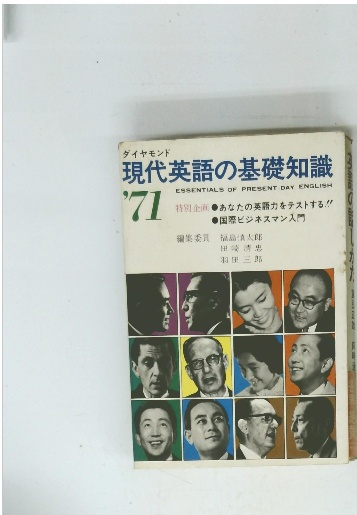 ダイヤモンド
現代英語の基礎知識
ESSENTIALS OF PRESENT DAY ENGLISH
'71
特別企画 ●あなたの英語力をテストする!!
●国際ビジネスマン入門
編集委員 福島慎太郎
田崎清忠
羽田三郎